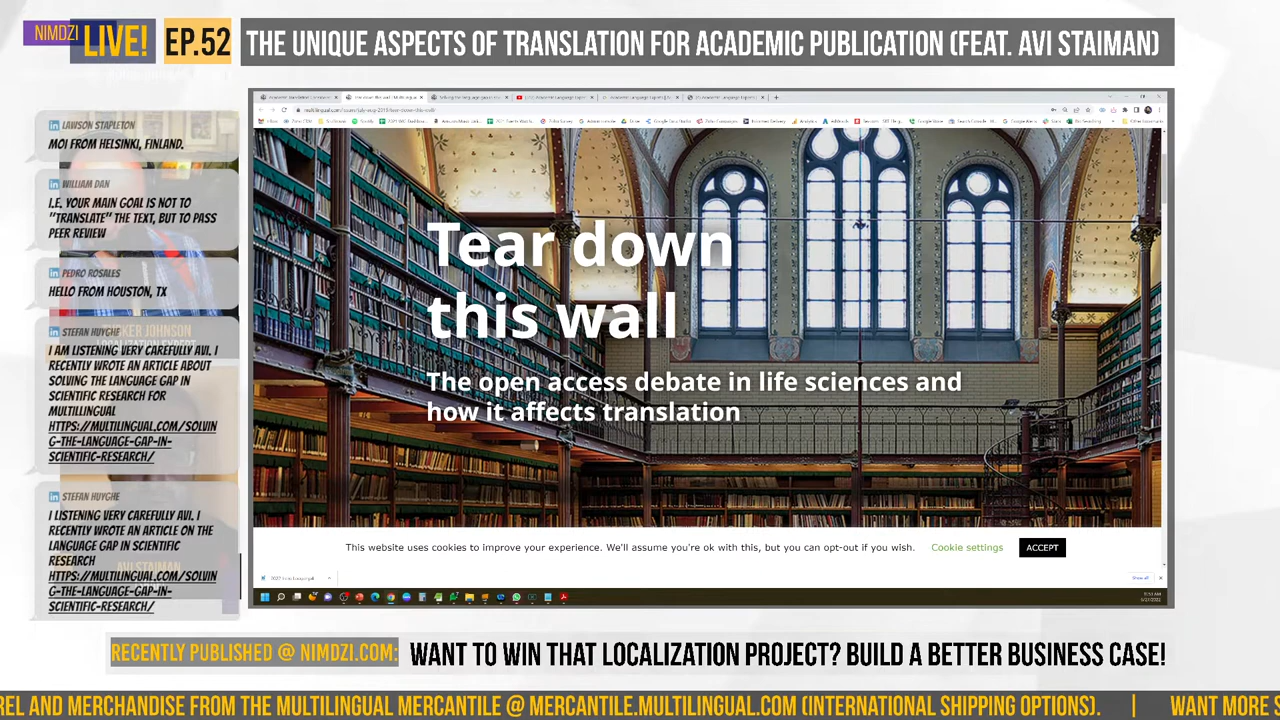 NIMDZI LIVE!
EP.52
THE UNIQUE ASPECTS OF TRANSLATION FOR ACADEMIC PUBLICATION (FEAT. AVI STAIMAN)
LAWSON STAPLETON
MOI FROM HELSINKI, FINLAND.
WILLIAM DAN
I.E. YOUR MAIN GOAL IS NOT TO
"TRANSLATE" THE TEXT, BUT TO PASS
PEER REVIEW
PEDRO ROSALES
HELLO FROM HOUSTON, TX
STEFAN HUYGHE
I AM LISTENING VERY CAREFULLY AVI, I
RECENTLY WROTE AN ARTICLE ABOUT
SOLVING THE LANGUAGE GAP IN
SCIENTIFIC RESEARCH FOR
MULTILINGUAL
HTTPS://MULTILINGUAL.COM/SOLVIN
G-THE-LANGUAGE-GAP-IN-
SCIENTIFIC-RESEARCH/
STEFAN HUYGHE
I LISTENING VERY CAREFULLY AVI, I
RECENTLY WROTE AN ARTICLE ON THE
LANGUAGE GAP IN SCIENTIFIC
RESEARCH
HTTPS://MULTILINGUAL.COM/SOLVIN
G-THE-LANGUAGE-GAP-IN-
SCIENTIFIC-RESEARCH/
Tear down
this wall
The open access debate in life sciences and
how it affects translation
This website uses cookies to improve your experience. We'll assume you're ok with this, but you can opt-out if you wish. Cookie settings ACCEPT
Show all
RECENTLY PUBLISHED @ NIMDZI.COM: WANT TO WIN THAT LOCALIZATION PROJECT? BUILD A BETTER BUSINESS CASE!
REL AND MERCHANDISE FROM THE MULTILINGUAL MERCANTILE @ MERCANTILE.MULTILINGUAL.COM (INTERNATIONAL SHIPPING OPTIONS). | WANT MORE S